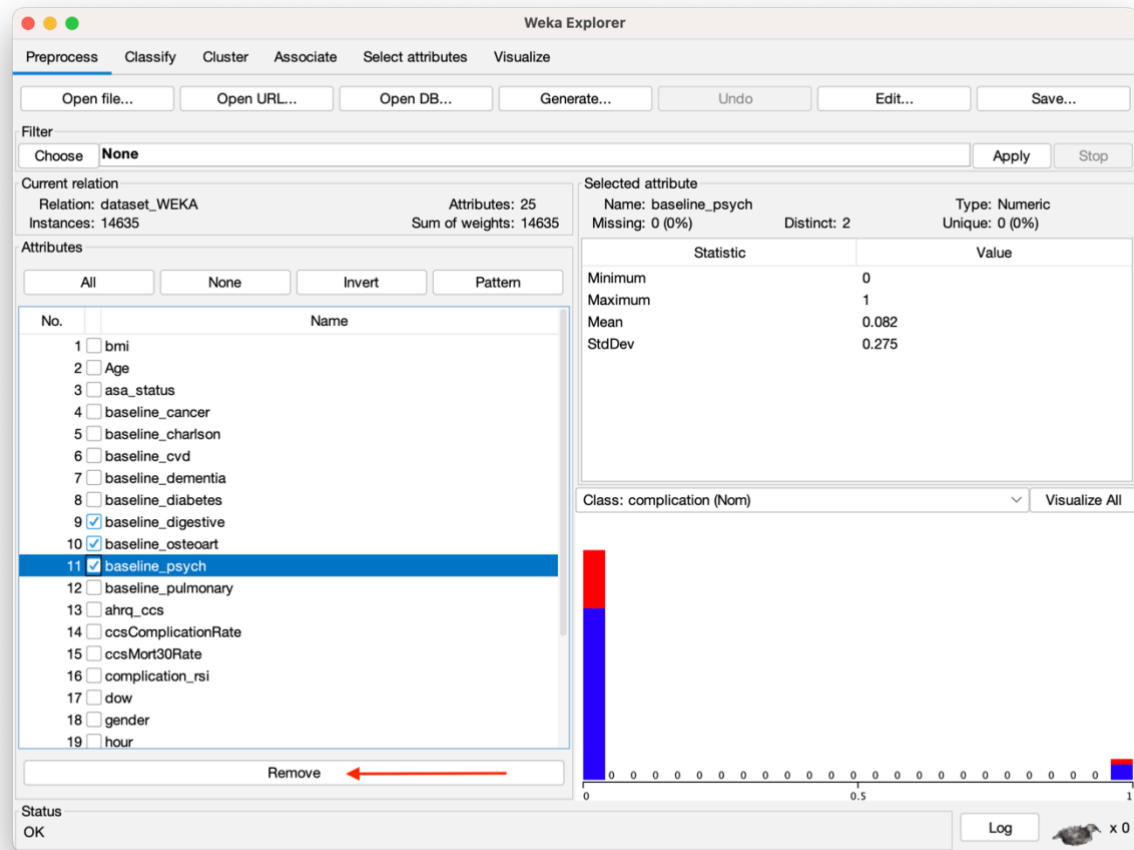 Weka Explorer
Preprocess Classify Cluster Associate Select attributes Visualize
Open file... Open URL... Open DB... Generate... Undo Edit... Save...
Filter
Choose None Apply Stop
Current relation
Relation: dataset_WEKA Attributes: 25
Instances: 14635 Sum of weights: 14635
Attributes
All None Invert Pattern
No. Name
1 bmi
2 Age
3 asa_status
4 baseline_cancer
5 baseline_charlson
6 baseline_cvd
7 baseline_dementia
8 baseline_diabetes
9 baseline_digestive
10 baseline_osteoart
11 baseline_psych
12 baseline_pulmonary
13 ahrq_ccs
14 ccsComplicationRate
15 ccsMort30Rate
16 complication_rsi
17 dow
18 gender
19 hour
Remove
Selected attribute
Name: baseline_psych Type: Numeric
Missing: 0 (0%) Distinct: 2 Unique: 0 (0%)
Statistic Value
Minimum 0
Maximum 1
Mean 0.082
StdDev 0.275
Class: complication (Nom) Visualize All
0 0 0 0 0 0 0 0 0 0 0 0 0 0 0 0 0 0 0 0 0 0 0
0 0.5 1
Status
OK
Log x 0